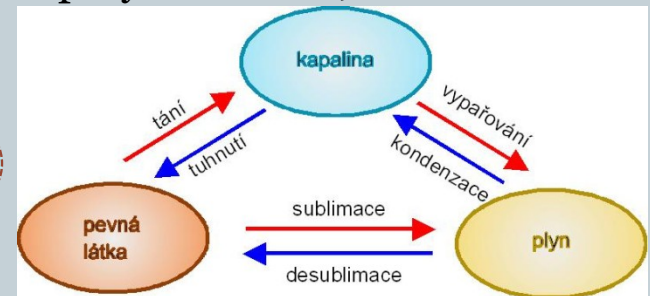 kapalina
tání
tuhnutí
vypařování
kondenzace
pevná
látka
sublimace
plyn
desublimace